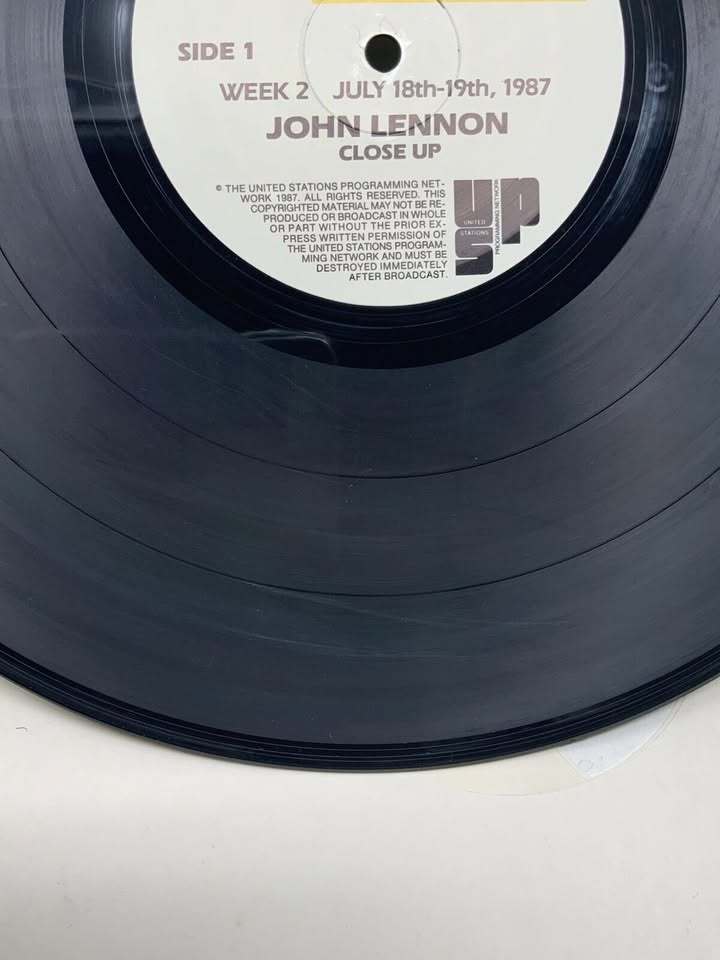 SIDE 1
WEEK 2 JULY 18th-19th, 1987
JOHN LENNON
CLOSE UP
© THE UNITED STATIONS PROGRAMMING NET-
WORK 1987. ALL RIGHTS RESERVED. THIS
COPYRIGHTED MATERIAL MAY NOT BE RE-
PRODUCED OR BROADCAST IN WHOLE
OR PART WITHOUT THE PRIOR EX-
PRESS WRITTEN PERMISSION OF
THE UNITED STATIONS PROGRAM-
MING NETWORK AND MUST BE
DESTROYED IMMEDIATELY
AFTER BROADCAST.
USP
UNITED
STATIONS
PROGRAMMING NETWORK